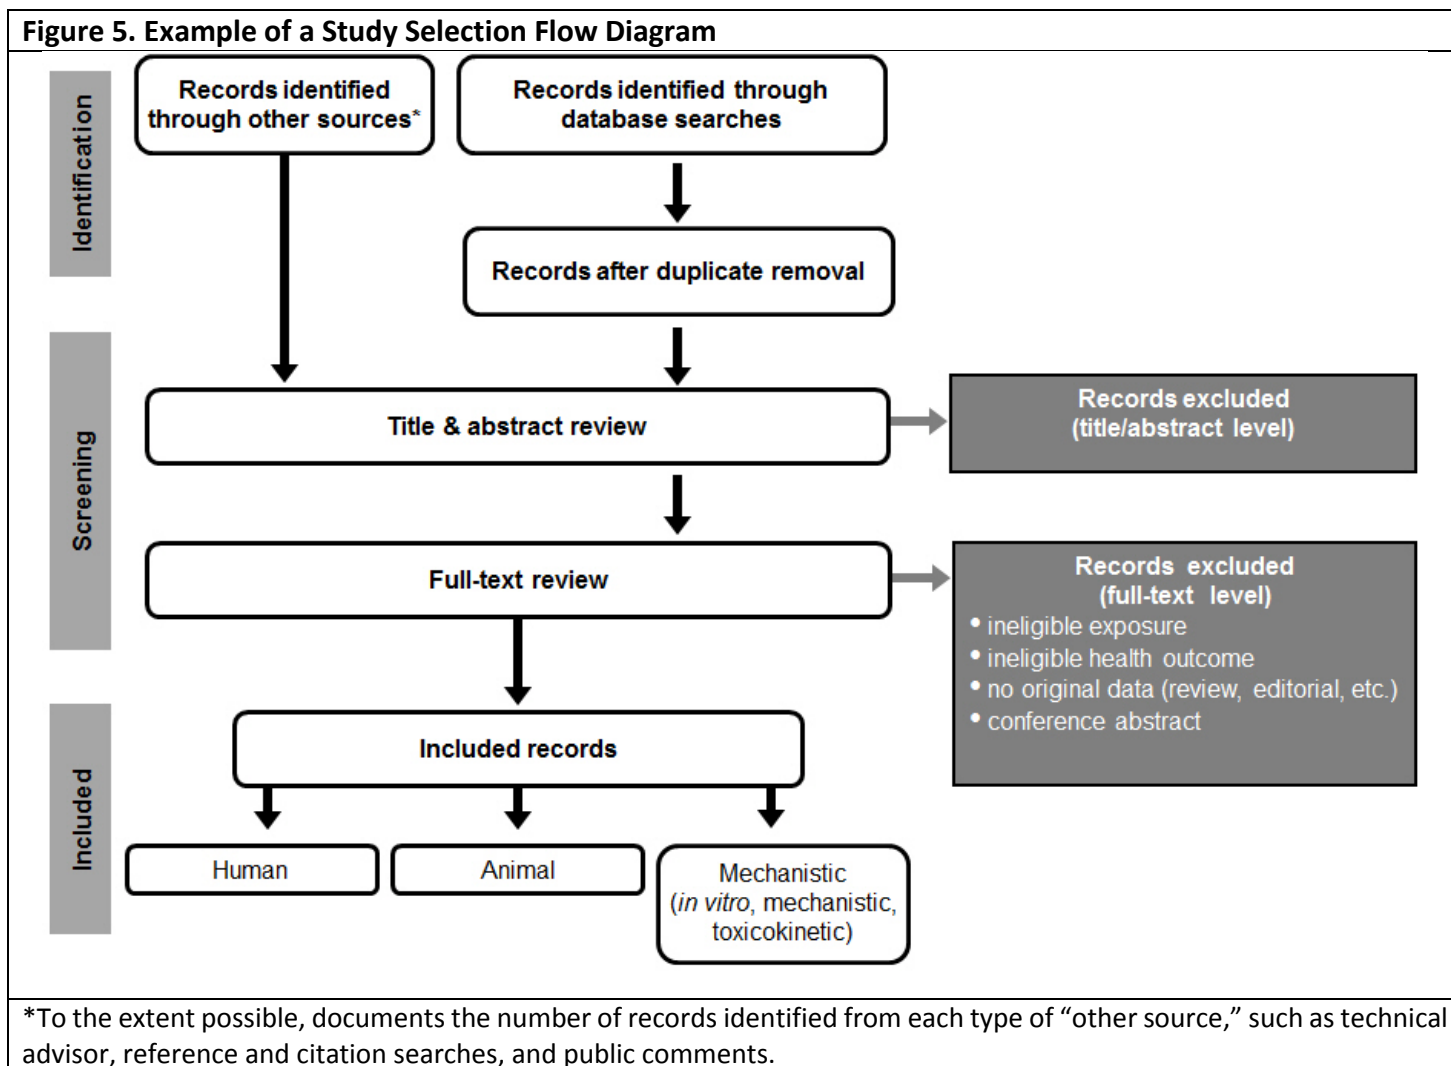 Figure 5. Example of a Study Selection Flow Diagram
Identification
Records identified
through other sources*
Records identified through
database searches
Records after duplicate removal
Screening
Title & abstract review
Records excluded
(title/abstract level)
Full-text review
Records excluded
(full-text level)
• ineligible exposure
• ineligible health outcome
• no original data (review, editorial, etc.)
• conference abstract
Included
Included records
Human
Animal
Mechanistic
(in vitro, mechanistic,
toxicokinetic)
*To the extent possible, documents the number of records identified from each type of “other source,” such as technical
advisor, reference and citation searches, and public comments.